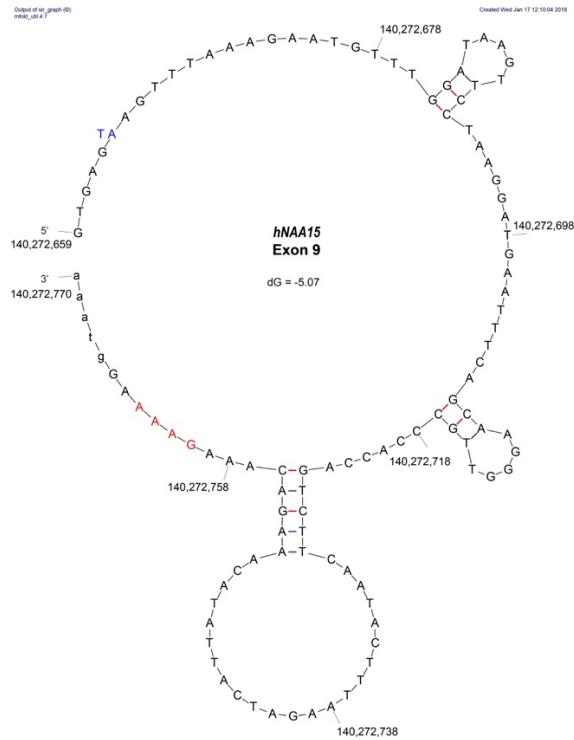 Output of sir_graph (©)
mfold_util 4.7
Created Wed Jan 17 12:10:04 2018
140,272,678
140,272,698
140,272,718
140,272,738
140,272,758
5'
140,272,659
3'
140,272,770
hNAA15
Exon 9
dG = -5.07
T
GTGAGAAGTTTAAAGAATGTTTGGATAAGTTCCTAAGGATGAATTTCAGCAAGGGTTGCCCACCAGTCTTCAATACTTTAAGATCATTATACAAAGACAAAGAAAAGgtaaa